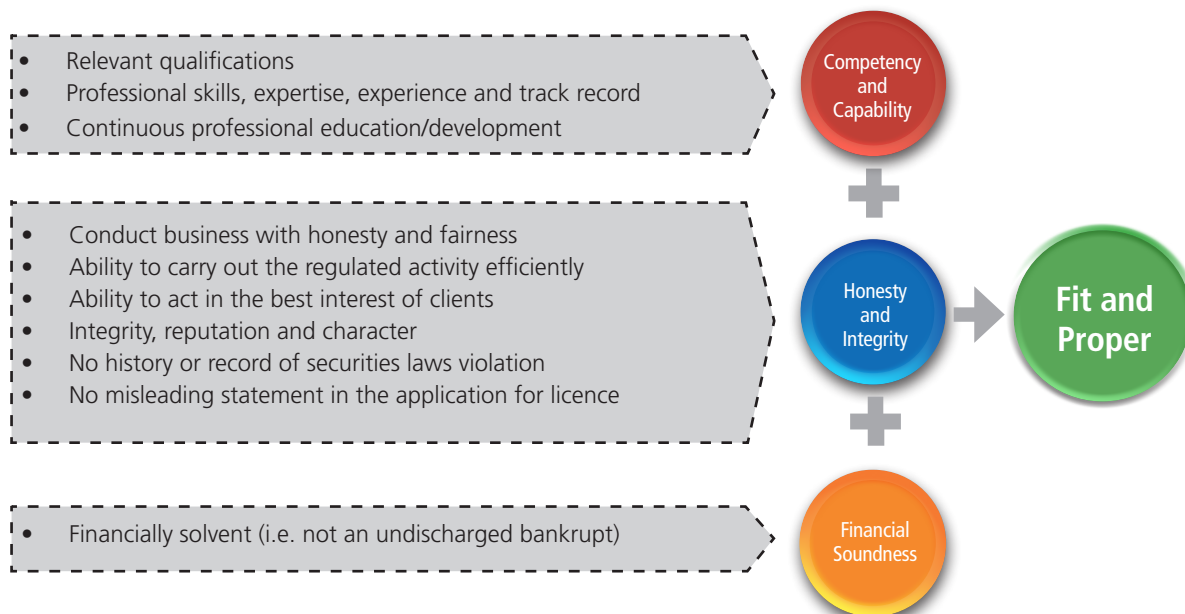 • Relevant qualifications
• Professional skills, expertise, experience and track record
• Continuous professional education/development
Competency
and
Capability
• Conduct business with honesty and fairness
• Ability to carry out the regulated activity efficiently
• Ability to act in the best interest of clients
• Integrity, reputation and character
• No history or record of securities laws violation
• No misleading statement in the application for licence
Honesty
and
Integrity
Fit and
Proper
• Financially solvent (i.e. not an undischarged bankrupt)
Financial
Soundness